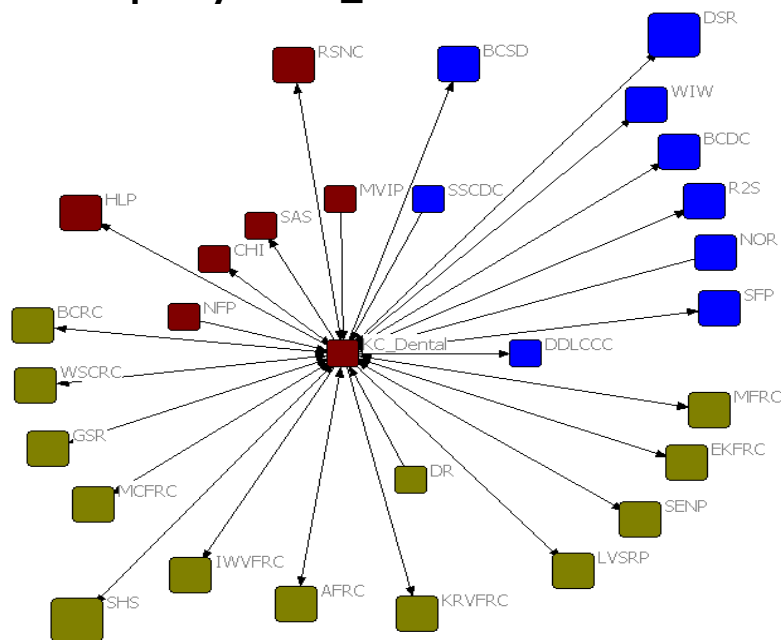 DSR
RSNC
BCSD
WIW
BCDC
HLP
MVIP
SSCDC
R2S
SAS
NOR
CHI
SFP
NFP
BCRC
KC_Dental
DDLCCC
WSCRC
MFRC
GSR
EKFRC
DR
MCFRC
SENP
IWVFRC
LVSRP
AFRC
KRVFRC
SHS